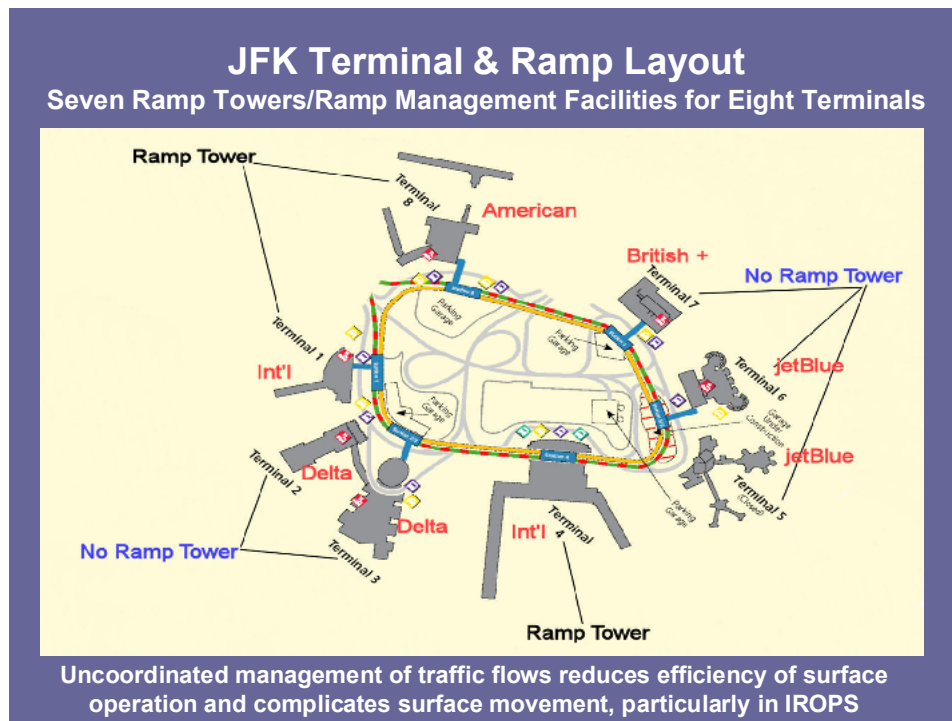 JFK Terminal & Ramp Layout
Seven Ramp Towers/Ramp Management Facilities for Eight Terminals
Ramp Tower
Terminal 8
American
British +
Terminal 7
No Ramp Tower
Parking Garage
Parking Garage
Terminal 1
Int'l
jetBlue
Terminal 6
Parking Garage
Garage Under Construction
jetBlue
Terminal 5 (Closed)
Terminal 2
Delta
Delta
Terminal 3
Int'l
Terminal 4
Parking Garage
No Ramp Tower
Ramp Tower
Uncoordinated management of traffic flows reduces efficiency of surface
operation and complicates surface movement, particularly in IROPS